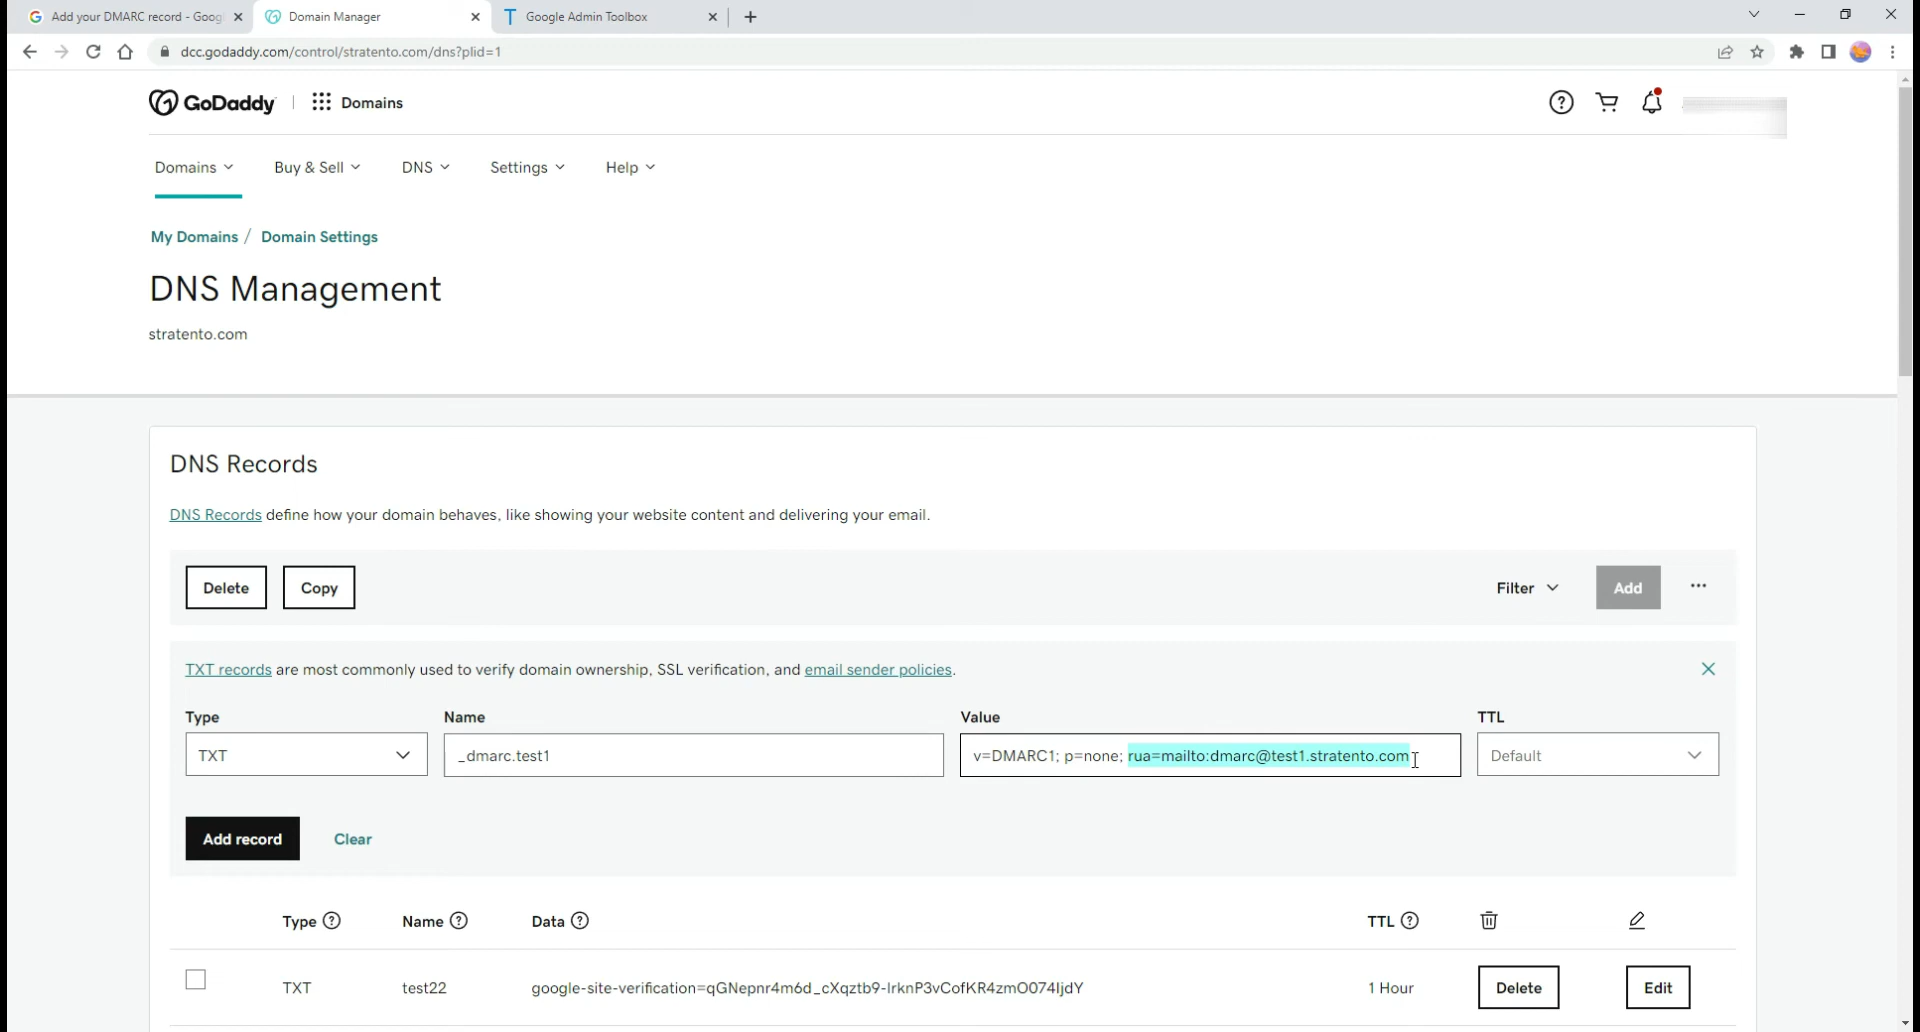 Add your DMARC record - Goog
Domain Manager
Google Admin Toolbox
dcc.godaddy.com/control/stratento.com/dns?plid=1
GoDaddy
Domains
Domains
Buy & Sell
DNS
Settings
Help
My Domains / Domain Settings
DNS Management
stratento.com
DNS Records
DNS Records define how your domain behaves, like showing your website content and delivering your email.
Delete
Copy
Filter
Add
TXT records are most commonly used to verify domain ownership, SSL verification, and email sender policies.
Type
Name
Value
TTL
TXT
_dmarc.test1
v=DMARC1; p=none; rua=mailto:dmarc@test1.stratento.com
Default
Add record
Clear
Type
Name
Data
TTL
TXT
test22
google-site-verification=qGNepnr4m6d_cXqztb9-IrknP3vCofKR4zmO074IjdY
1 Hour
Delete
Edit